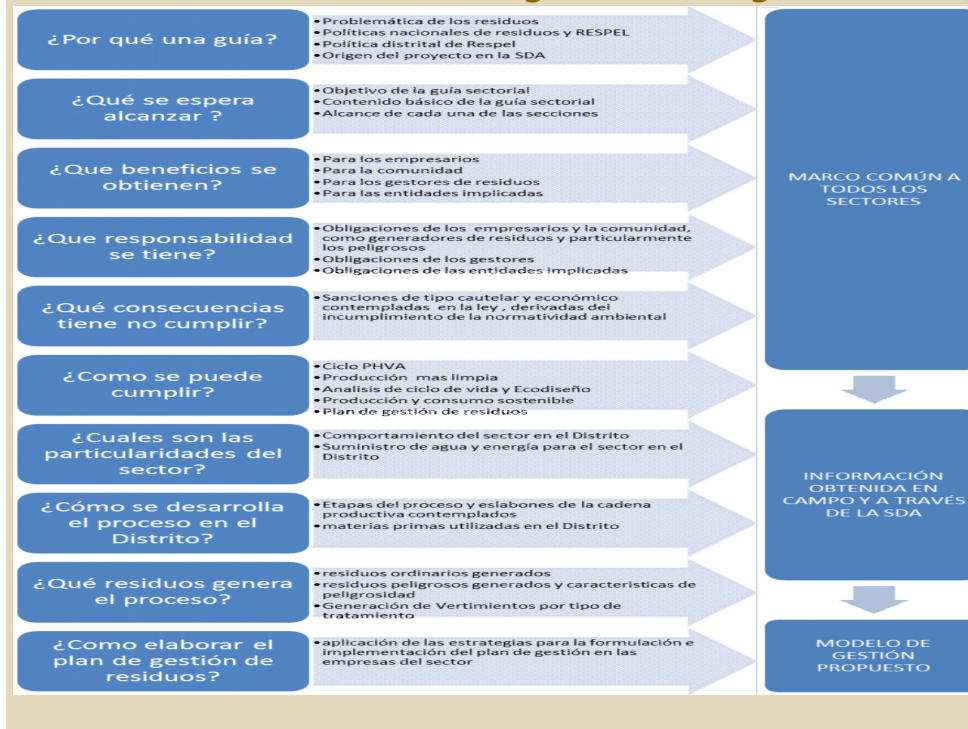 ¿Por qué una guía?
•Problemática de los residuos
•Políticas nacionales de residuos y RESPEL
•Política distrital de Respel
•Origen del proyecto en la SDA
¿Qué se espera
alcanzar ?
•Objetivo de la guía sectorial
•Contenido básico de la guía sectorial
•Alcance de cada una de las secciones
¿Que beneficios se
obtienen?
•Para los empresarios
•Para la comunidad
•Para los gestores de residuos
•Para las entidades implicadas
¿Que responsabilidad
se tiene?
•Obligaciones de los empresarios y la comunidad,
como generadores de residuos y particularmente
los peligrosos
•Obligaciones de los gestores
•Obligaciones de las entidades implicadas
¿Qué consecuencias
tiene no cumplir?
•Sanciones de tipo cautelar y económico
contempladas en la ley , derivadas del
incumplimiento de la normatividad ambiental
¿Como se puede
cumplir?
•Ciclo PHVA
•Producción mas limpia
•Analisis de ciclo de vida y Ecodiseño
•Producción y consumo sostenible
•Plan de gestión de residuos
¿Cuales son las
particularidades del
sector?
•Comportamiento del sector en el Distrito
•Suministro de agua y energía para el sector en el
Distrito
¿Cómo se desarrolla
el proceso en el
Distrito?
•Etapas del proceso y eslabones de la cadena
productiva contemplados
•materias primas utilizadas en el Distrito
¿Qué residuos genera
el proceso?
•residuos ordinarios generados
•residuos peligrosos generados y caracteristicas de
peligrosidad
•Generación de Vertimientos por tipo de
tratamiento
¿Como elaborar el
plan de gestión de
residuos?
•aplicación de las estrategias para la formulación e
implementación del plan de gestión en las
empresas del sector
MARCO COMÚN A
TODOS LOS
SECTORES
INFORMACIÓN
OBTENIDA EN
CAMPO Y A TRAVÉS
DE LA SDA
MODELO DE
GESTIÓN
PROPUESTO